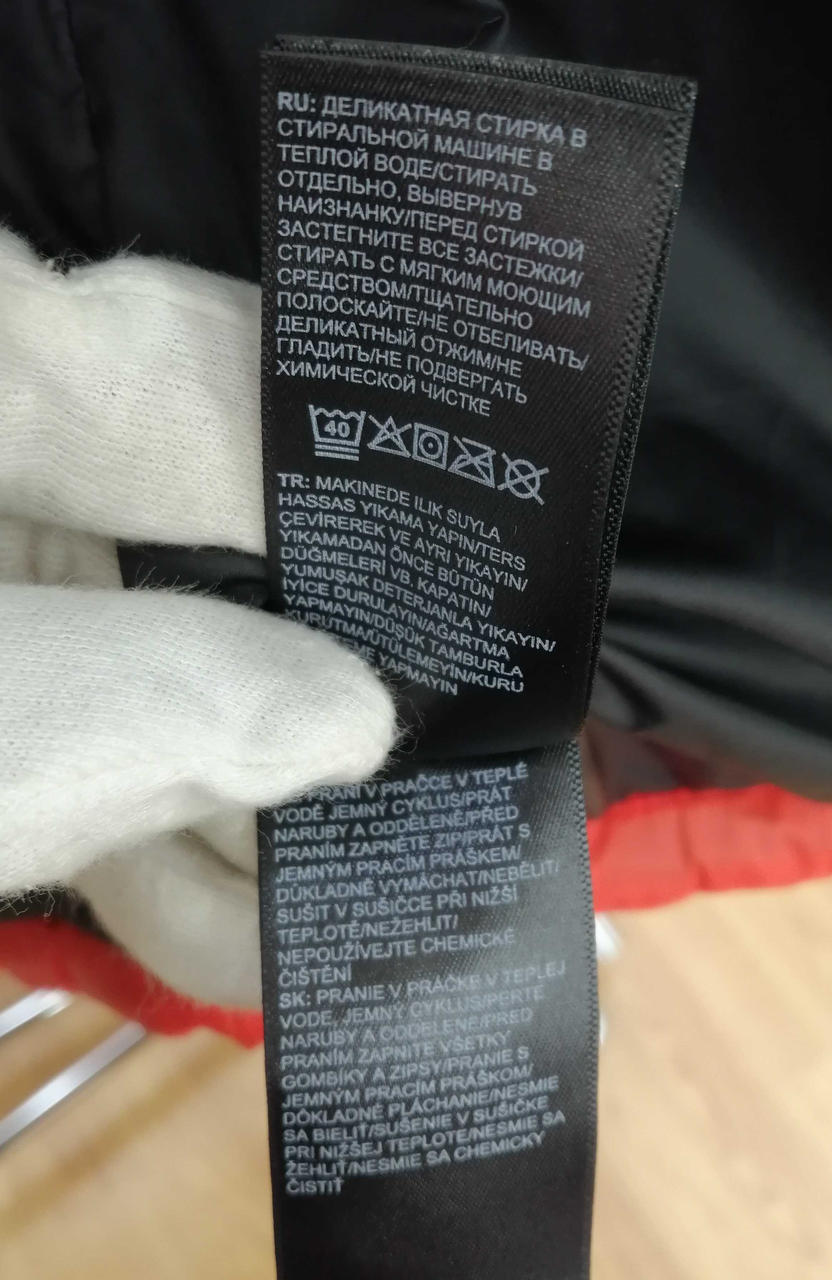 RU: ДЕЛИКАТНАЯ СТИРКА В
СТИРАЛЬНОЙ МАШИНЕ В
ТЕПЛОЙ ВОДЕ/СТИРАТЬ
ОТДЕЛЬНО, ВЫВЕРНУВ
НАИЗНАНКУ/ПЕРЕД СТИРКОЙ
ЗАСТЕГНИТЕ ВСЕ ЗАСТЕЖКИ/
СТИРАТЬ С МЯГКИМ МОЮЩИМ
СРЕДСТВОМ/ТЩАТЕЛЬНО
ПОЛОСКАЙТЕ/НЕ ОТБЕЛИВАТЬ/
ДЕЛИКАТНЫЙ ОТЖИМ/НЕ
ГЛАДИТЬ/НЕ ПОДВЕРГАТЬ
ХИМИЧЕСКОЙ ЧИСТКЕ
40
TR: MAKINEDE ILIK SUYLA
HASSAS YIKAMA YAPIN/TERS
ÇEVİREREK VE AYRI YIKAYIN/
YIKAMADAN ÖNCE BÜTÜN
DÜĞMELERİ VB. KAPATIN/
YUMUŞAK DETERJANLA YIKAYIN/
İYİCE DURULAYIN/AĞARTMA
YAPMAYIN/DÜŞÜK TAMBURLA
KURUTMA/ÜTÜLEMEYİN/KURU
YAPMAYIN
PRANÍ V PRAČCE V TEPLÉ
VODĚ JEMNÝ CYKLUS/PRÁT
NARUBY A ODDĚLENĚ/PŘED
PRANÍM ZAPNĚTE ZIP/PRÁT S
JEMNÝM PRACÍM PRÁŠKEM/
DŮKLADNĚ VYMÁCHAT/NEBĚLIT/
SUŠIT V SUŠIČCE PŘI NIŽŠÍ
TEPLOTĚ/NEŽEHLIT/
NEPOUŽÍVEJTE CHEMICKÉ
ČIŠTĚNÍ
SK: PRANIE V PRÁČKE V TEPLEJ
VODE, JEMNÝ CYKLUS/PERTE
NARUBY A ODDELENE/PRED
PRANÍM ZAPNITE VŠETKY
GOMBÍKY A ZIPSY/PRANIE S
JEMNÝM PRACÍM PRÁŠKOM/
DÔKLADNÉ PLÁCHANIE/NESMIE
SA BIELIŤ/SUŠENIE V SUŠIČKE
PRI NIŽŠEJ TEPLOTE/NESMIE SA
ŽEHLIŤ/NESMIE SA CHEMICKY
ČISTIŤ